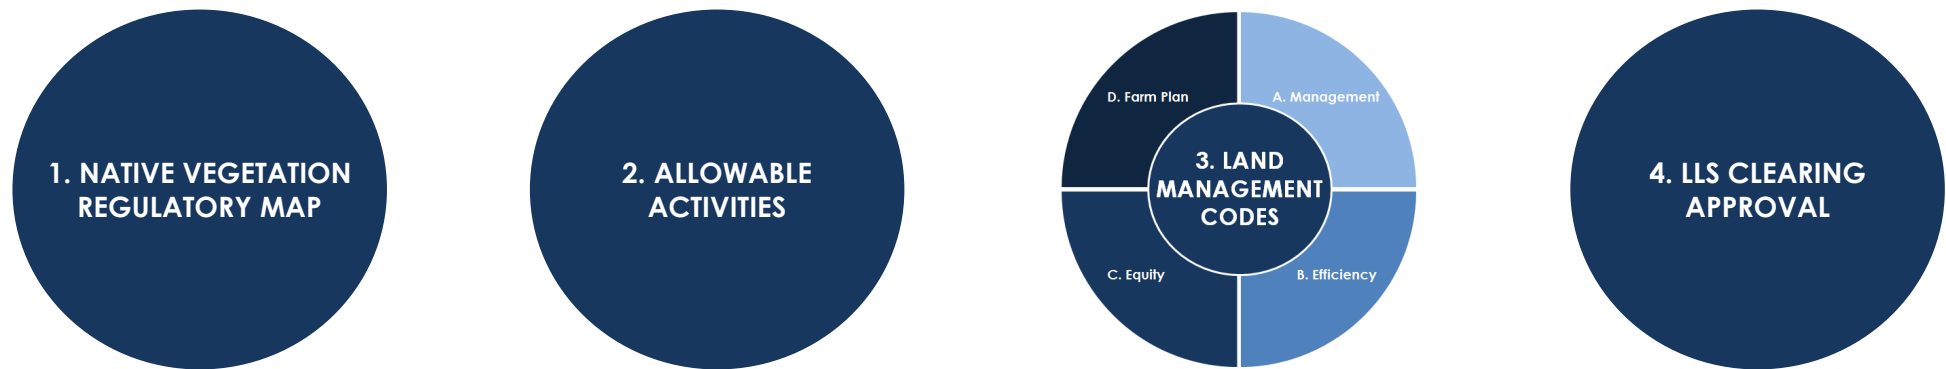 1. NATIVE VEGETATION
REGULATORY MAP
2. ALLOWABLE
ACTIVITIES
D. Farm Plan
A. Management
3. LAND
MANAGEMENT
CODES
C. Equity
B. Efficiency
4. LLS CLEARING
APPROVAL